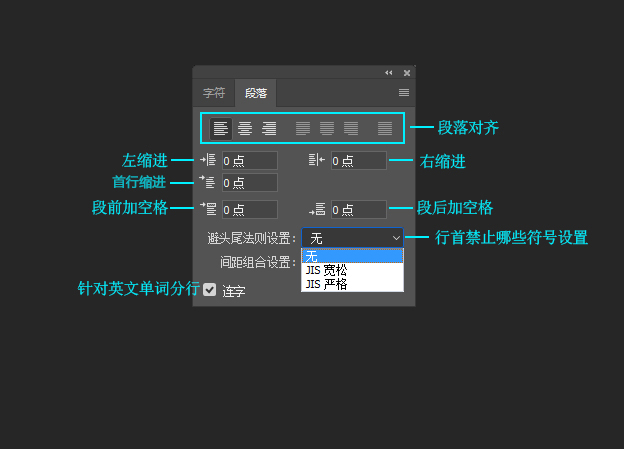 字符 段落
段落对齐
左缩进 0 点 0 点 右缩进
首行缩进 0 点
段前加空格 0 点 0 点 段后加空格
避头尾法则设置: 无 行首禁止哪些符号设置
间距组合设置: 无
JIS 宽松
JIS 严格
针对英文单词分行 连字